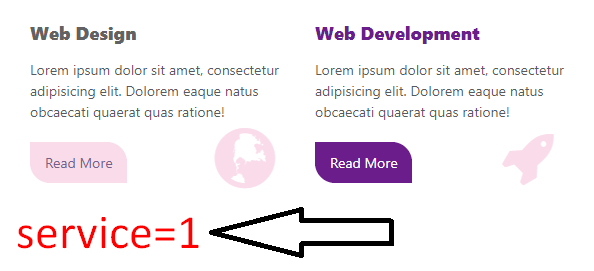 Web Design
Lorem ipsum dolor sit amet, consectetur
adipisicing elit. Dolorem eaque natus
obcaecati quaerat quas ratione!
Read More
Web Development
Lorem ipsum dolor sit amet, consectetur
adipisicing elit. Dolorem eaque natus
obcaecati quaerat quas ratione!
Read More
service=1